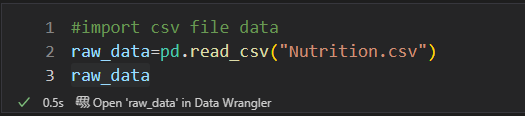 1 #import csv file data
2 raw_data=pd.read_csv("Nutrition.csv")
3 raw_data
✓ 0.5s Open 'raw_data' in Data Wrangler